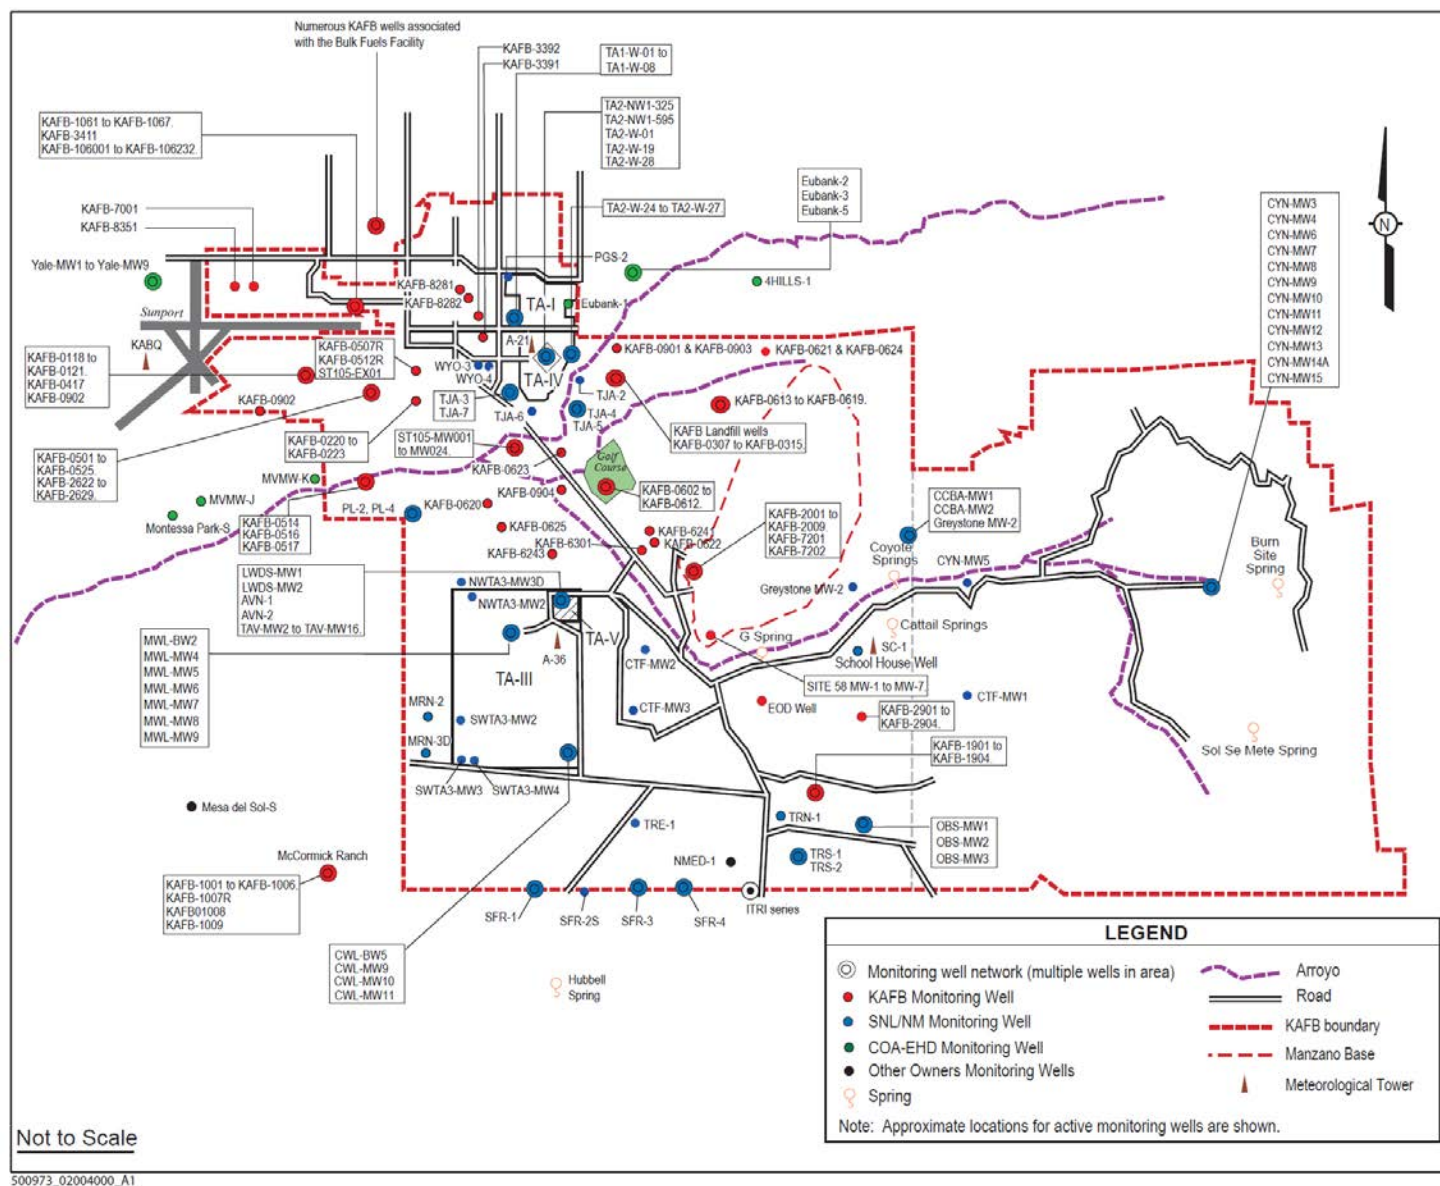 Numerous KAFB wells associated
with the Bulk Fuels Facility
KAFB-3392
KAFB-3391
TA1-W-01 to
TA1-W-08
KAFB-1061 to KAFB-1067.
KAFB-3411
KAFB-106001 to KAFB-106232.
TA2-NW1-325
TA2-NW1-595
TA2-W-01
TA2-W-19
TA2-W-28
Eubank-2
Eubank-3
Eubank-5
TA2-W-24 to TA2-W-27
CYN-MW3
CYN-MW4
CYN-MW6
CYN-MW7
CYN-MW8
CYN-MW9
CYN-MW10
CYN-MW11
CYN-MW12
CYN-MW13
CYN-MW14A
CYN-MW15
N
KAFB-7001
KAFB-8351
Yale-MW1 to Yale-MW9
PGS-2
4HILLS-1
KAFB-8281
KAFB-8282
TA-I
Eubank-1
Sunport
KABQ
A-21
KAFB-0507R
KAFB-0512R
ST105-EX01
KAFB-0118 to
KAFB-0121.
KAFB-0417
KAFB-0902
WYO-3
WYO-4
TA-IV
KAFB-0901 & KAFB-0903
KAFB-0621 & KAFB-0624
KAFB-0902
TJA-3
TJA-7
TJA-6
TJA-2
TJA-4
TJA-5
KAFB-0613 to KAFB-0619.
KAFB Landfill wells
KAFB-0307 to KAFB-0315.
KAFB-0220 to
KAFB-0223
ST105-MW001
to MW024.
KAFB-0501 to
KAFB-0525.
KAFB-2622 to
KAFB-2629.
KAFB-0623
Golf
Course
MVMW-K
MVMW-J
Montessa Park-S
PL-2, PL-4
KAFB-0904
KAFB-0602 to
KAFB-0612.
KAFB-0620
KAFB-0514
KAFB-0516
KAFB-0517
KAFB-0625
KAFB-6241
KAFB-0622
KAFB-6301
KAFB-6243
KAFB-2001 to
KAFB-2009.
KAFB-7201
KAFB-7202
CCBA-MW1
CCBA-MW2
Greystone MW-2
Coyote
Springs
CYN-MW5
Burn
Site
Spring
LWDS-MW1
LWDS-MW2
AVN-1
AVN-2
TAV-MW2 to TAV-MW16.
NWTA3-MW3D
NWTA3-MW2
Greystone-MW-2
Cattail Springs
G Spring
SC-1
School House Well
TA-V
A-36
MWL-BW2
MWL-MW4
MWL-MW5
MWL-MW6
MWL-MW7
MWL-MW8
MWL-MW9
TA-III
CTF-MW2
SITE 58 MW-1 to MW-7.
CTF-MW1
MRN-2
SWTA3-MW2
CTF-MW3
EOD Well
KAFB-2901 to
KAFB-2904.
MRN-3D
KAFB-1901 to
KAFB-1904.
Sol Se Mete Spring
SWTA3-MW3
SWTA3-MW4
Mesa del Sol-S
TRE-1
TRN-1
OBS-MW1
OBS-MW2
OBS-MW3
McCormick Ranch
NMED-1
TRS-1
TRS-2
KAFB-1001 to KAFB-1006.
KAFB-1007R
KAFB01008
KAFB-1009
SFR-1
SFR-2S
SFR-3
SFR-4
ITRI series
CWL-BW5
CWL-MW9
CWL-MW10
CWL-MW11
Hubbell
Spring
LEGEND
Monitoring well network (multiple wells in area)
KAFB Monitoring Well
SNL/NM Monitoring Well
COA-EHD Monitoring Well
Other Owners Monitoring Wells
Spring
Arroyo
Road
KAFB boundary
Manzano Base
Meteorological Tower
Note: Approximate locations for active monitoring wells are shown.
Not to Scale
500973_02004000_A1